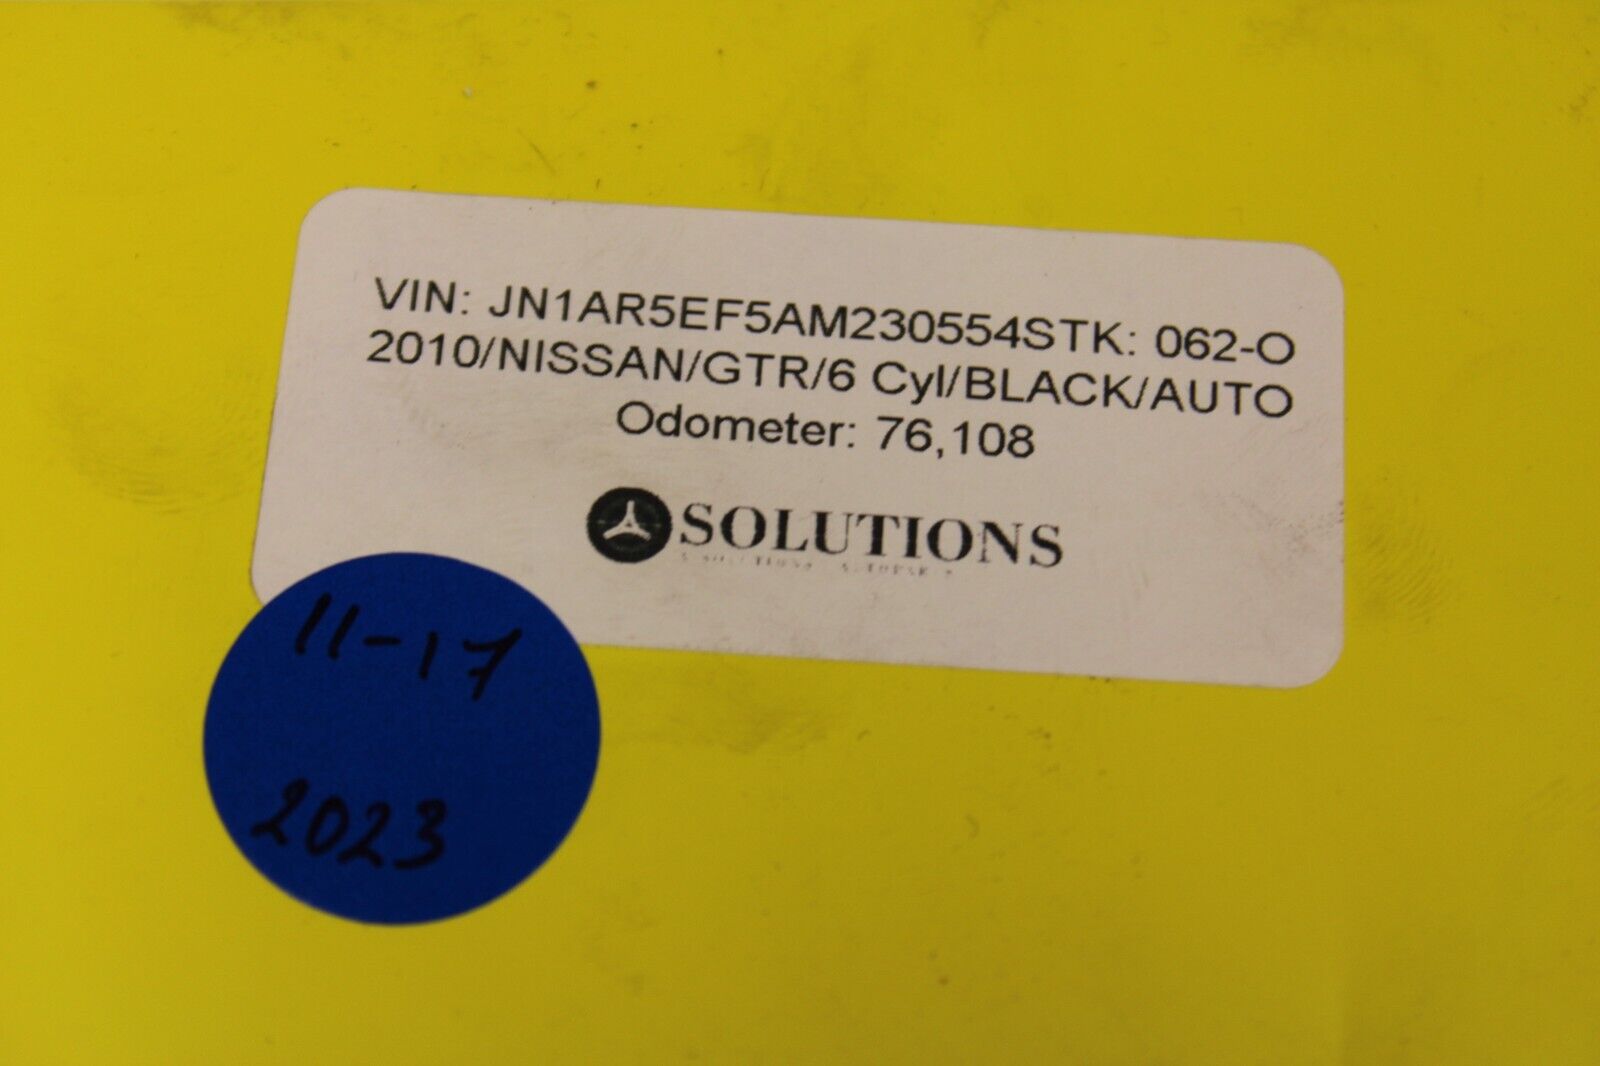 VIN: JN1AR5EF5AM230554STK: 062-O
2010/NISSAN/GTR/6 Cyl/BLACK/AUTO
Odometer: 76,108
SOLUTIONS
11-17
2023